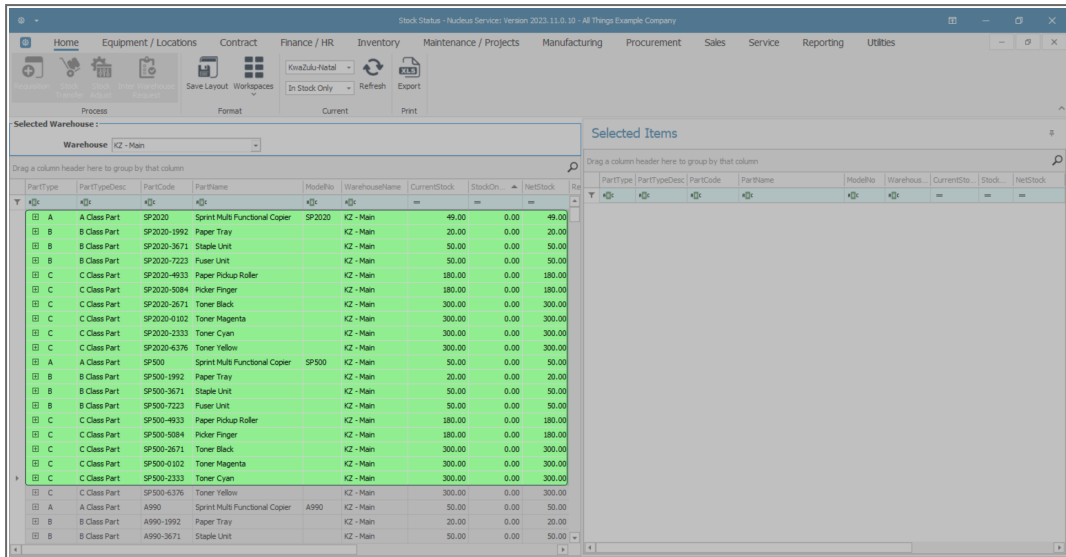 Stock Status - Nucleus Service: Version 2023.11.0.10 - All Things Example Company
Home Equipment / Locations Contract Finance / HR Inventory Maintenance / Projects Manufacturing Procurement Sales Service Reporting Utilities
Save Layout Workspaces KwaZulu-Natal In Stock Only Refresh Export
Process Format Current Print
Selected Warehouse :
Warehouse KZ - Main
Selected Items
Drag a column header here to group by that column
Drag a column header here to group by that column
PartType PartTypeDesc PartCode PartName ModelNo WarehouseName CurrentStock StockOn... NetStock Re
PartType PartTypeDesc PartCode PartName ModelNo Warehous... CurrentSto... Stock... NetStock
A A Class Part SP2020 Sprint Multi Functional Copier SP2020 KZ - Main 49.00 0.00 49.00
B B Class Part SP2020-1992 Paper Tray KZ - Main 20.00 0.00 20.00
B B Class Part SP2020-3671 Staple Unit KZ - Main 50.00 0.00 50.00
B B Class Part SP2020-7223 Fuser Unit KZ - Main 50.00 0.00 50.00
C C Class Part SP2020-4933 Paper Pickup Roller KZ - Main 180.00 0.00 180.00
C C Class Part SP2020-5084 Picker Finger KZ - Main 180.00 0.00 180.00
C C Class Part SP2020-2671 Toner Black KZ - Main 300.00 0.00 300.00
C C Class Part SP2020-0102 Toner Magenta KZ - Main 300.00 0.00 300.00
C C Class Part SP2020-2333 Toner Cyan KZ - Main 300.00 0.00 300.00
C C Class Part SP2020-6376 Toner Yellow KZ - Main 300.00 0.00 300.00
A A Class Part SP500 Sprint Multi Functional Copier SP500 KZ - Main 50.00 0.00 50.00
B B Class Part SP500-1992 Paper Tray KZ - Main 20.00 0.00 20.00
B B Class Part SP500-3671 Staple Unit KZ - Main 50.00 0.00 50.00
B B Class Part SP500-7223 Fuser Unit KZ - Main 50.00 0.00 50.00
C C Class Part SP500-4933 Paper Pickup Roller KZ - Main 180.00 0.00 180.00
C C Class Part SP500-5084 Picker Finger KZ - Main 180.00 0.00 180.00
C C Class Part SP500-2671 Toner Black KZ - Main 300.00 0.00 300.00
C C Class Part SP500-0102 Toner Magenta KZ - Main 300.00 0.00 300.00
C C Class Part SP500-2333 Toner Cyan KZ - Main 300.00 0.00 300.00
C C Class Part SP500-6376 Toner Yellow KZ - Main 300.00 0.00 300.00
A A Class Part A990 Sprint Multi Functional Copier A990 KZ - Main 50.00 0.00 50.00
B B Class Part A990-1992 Paper Tray KZ - Main 20.00 0.00 20.00
B B Class Part A990-3671 Staple Unit KZ - Main 50.00 0.00 50.00